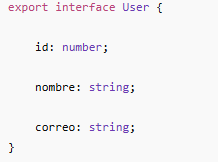 export interface User {
id: number;
nombre: string;
correo: string;
}